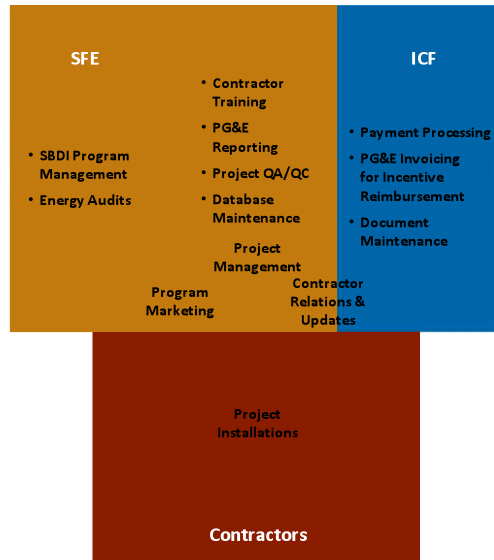 SFE
ICF
• Contractor
Training
• PG&E
Reporting
• Project QA/QC
• Database
Maintenance
• SBDI Program
Management
• Energy Audits
• Payment Processing
• PG&E Invoicing
for Incentive
Reimbursement
• Document
Maintenance
Project
Management
Program
Marketing
Contractor
Relations &
Updates
Project
Installations
Contractors